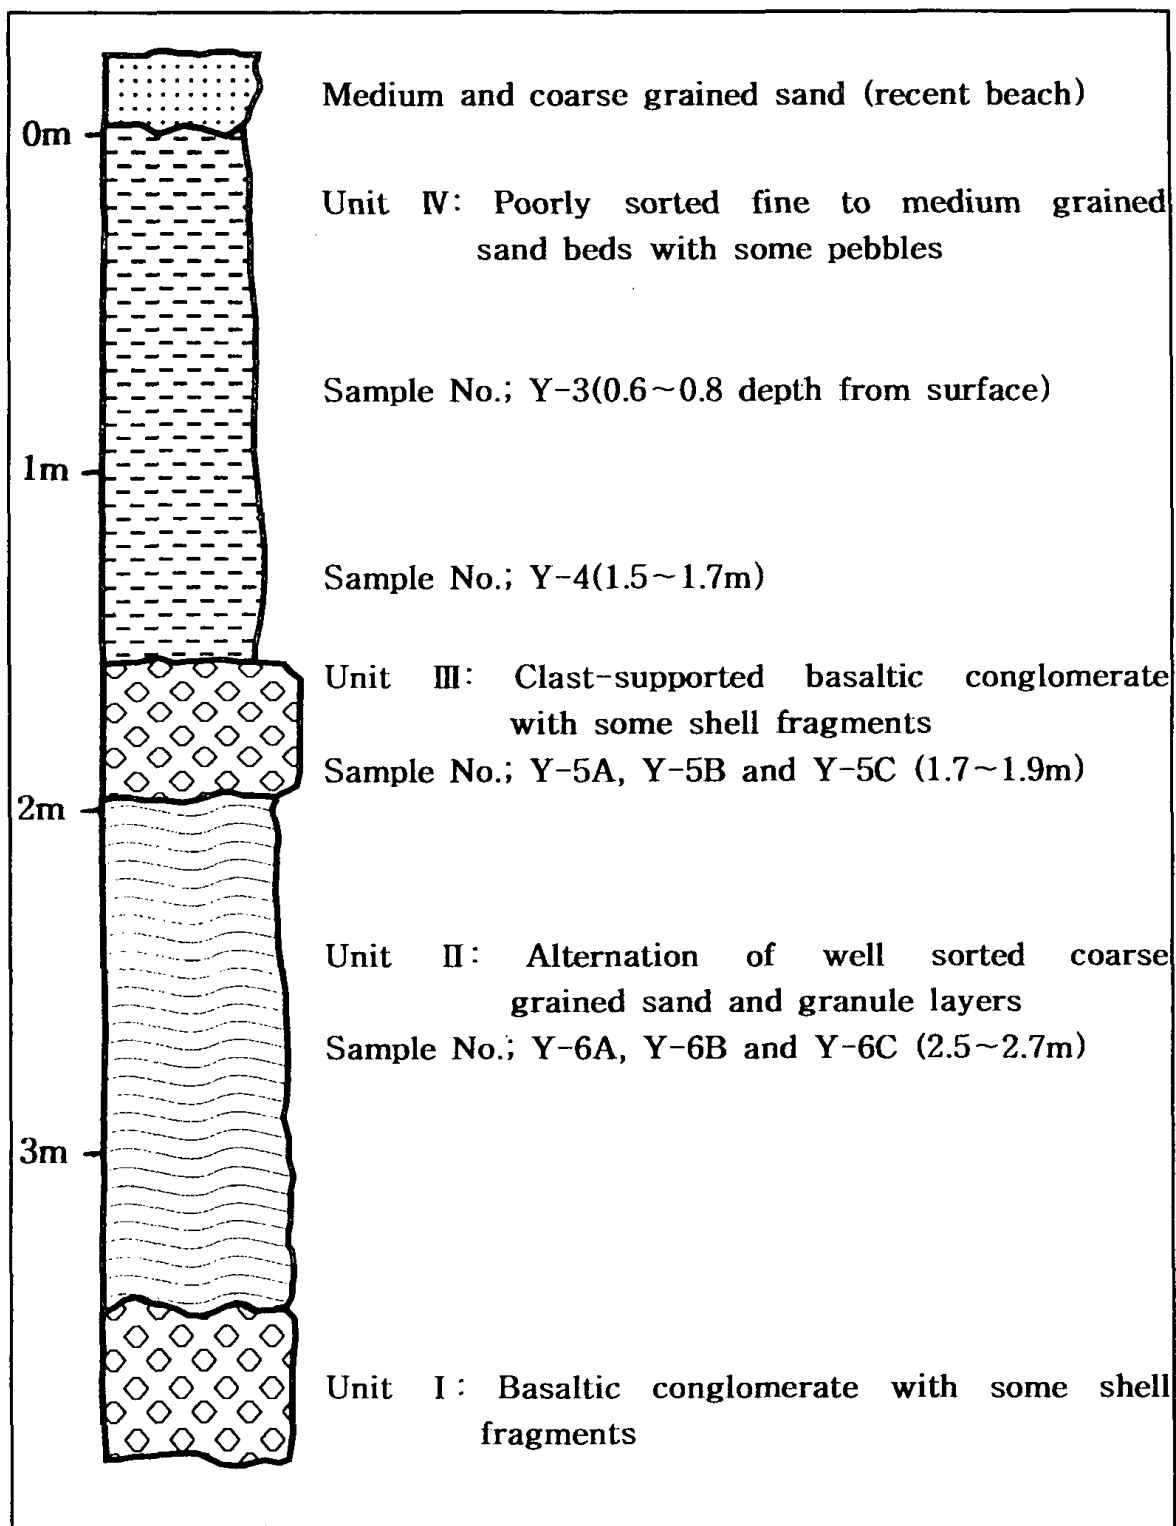 Medium and coarse grained sand (recent beach)
0m
Unit Ⅳ: Poorly sorted fine to medium grained
sand beds with some pebbles
Sample No.; Y-3(0.6~0.8 depth from surface)
1m
Sample No.; Y-4(1.5~1.7m)
Unit Ⅲ: Clast-supported basaltic conglomerate
with some shell fragments
Sample No.; Y-5A, Y-5B and Y-5C (1.7~1.9m)
2m
Unit Ⅱ: Alternation of well sorted coarse
grained sand and granule layers
Sample No.; Y-6A, Y-6B and Y-6C (2.5~2.7m)
3m
Unit Ⅰ: Basaltic conglomerate with some shell
fragments